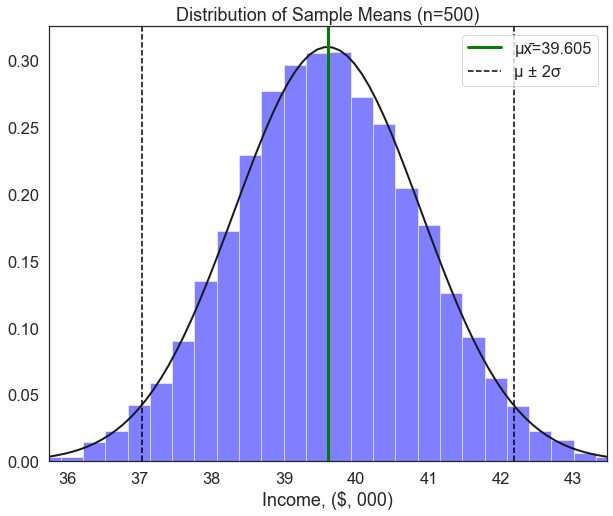 Distribution of Sample Means (n=500)
μx̄=39.605
μ ± 2σ
0.30
0.25
0.20
0.15
0.10
0.05
0.00
36 37 38 39 40 41 42 43
Income, ($, 000)